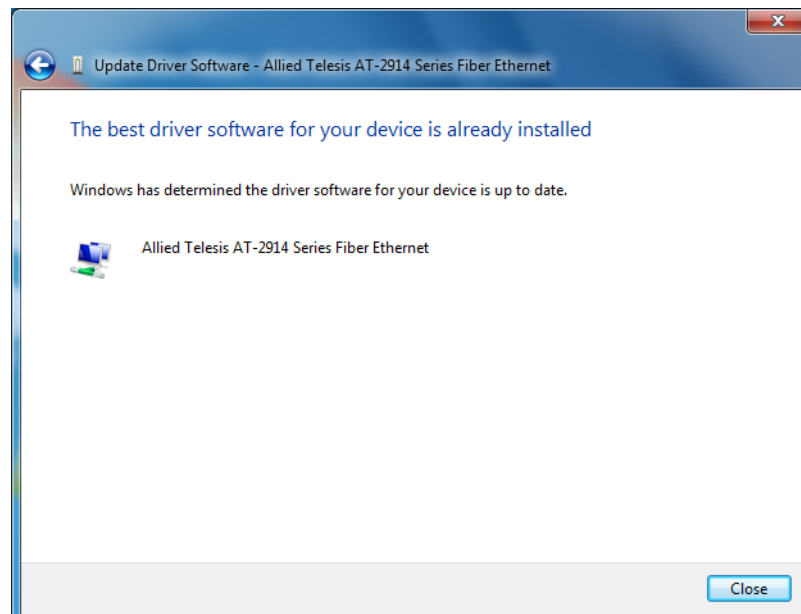 Update Driver Software - Allied Telesis AT-2914 Series Fiber Ethernet
The best driver software for your device is already installed
Windows has determined the driver software for your device is up to date.
Allied Telesis AT-2914 Series Fiber Ethernet
Close